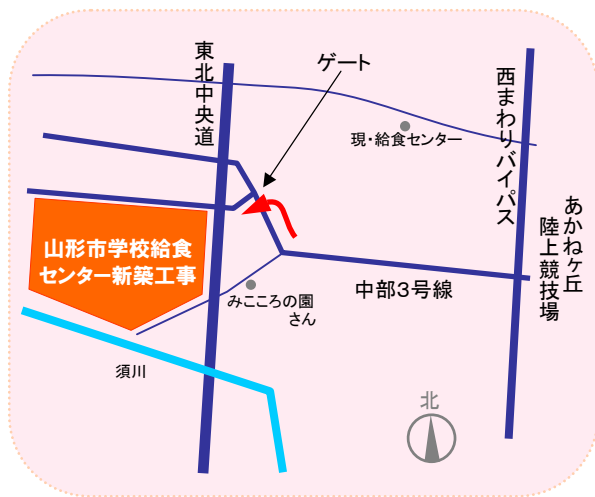 東北中央道
ゲート
現・給食センター
西まわりバイパス
あかねヶ丘
陸上競技場
山形市学校給食
センター新築工事
みこころの園
さん
中部3号線
須川
北